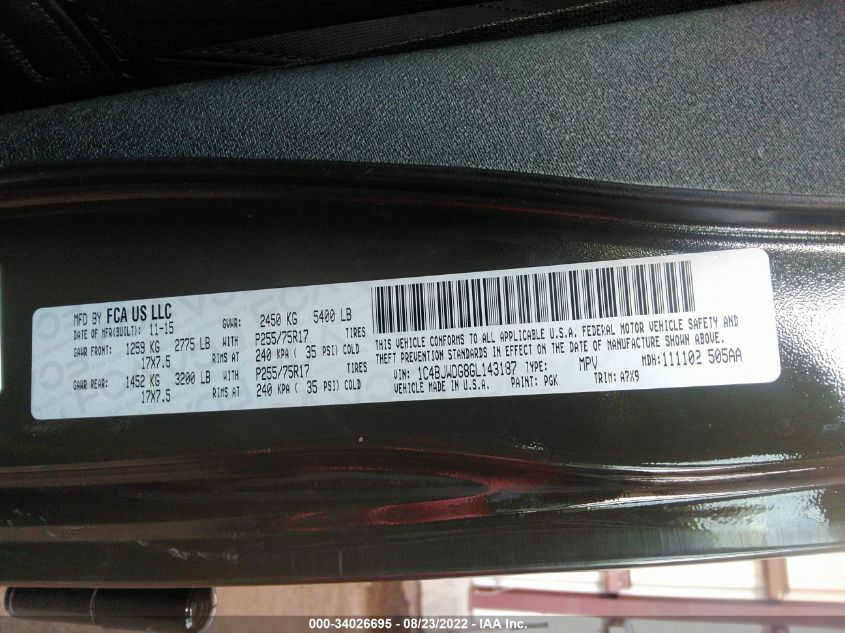 MFD BY FCA US LLC
DATE OF MFR(BUILT): 11-15 GVWR: 2450 KG 5400 LB
GAWR FRONT: 1259 KG 2775 LB WITH P255/75R17 TIRES
17X7.5 RIMS AT 240 KPA ( 35 PSI) COLD
GAWR REAR: 1452 KG 3200 LB WITH P255/75R17 TIRES
17X7.5 RIMS AT 240 KPA ( 35 PSI) COLD
THIS VEHICLE CONFORMS TO ALL APPLICABLE U.S.A. FEDERAL MOTOR VEHICLE SAFETY AND
THEFT PREVENTION STANDARDS IN EFFECT ON THE DATE OF MANUFACTURE SHOWN ABOVE.
VIN: 1C4BJWDG8GL143187 TYPE: MPV MDH: 111102 505AA
VEHICLE MADE IN U.S.A. PAINT: PGK TRIM: A7X9
000-34026695 - 08/23/2022 - IAA Inc.